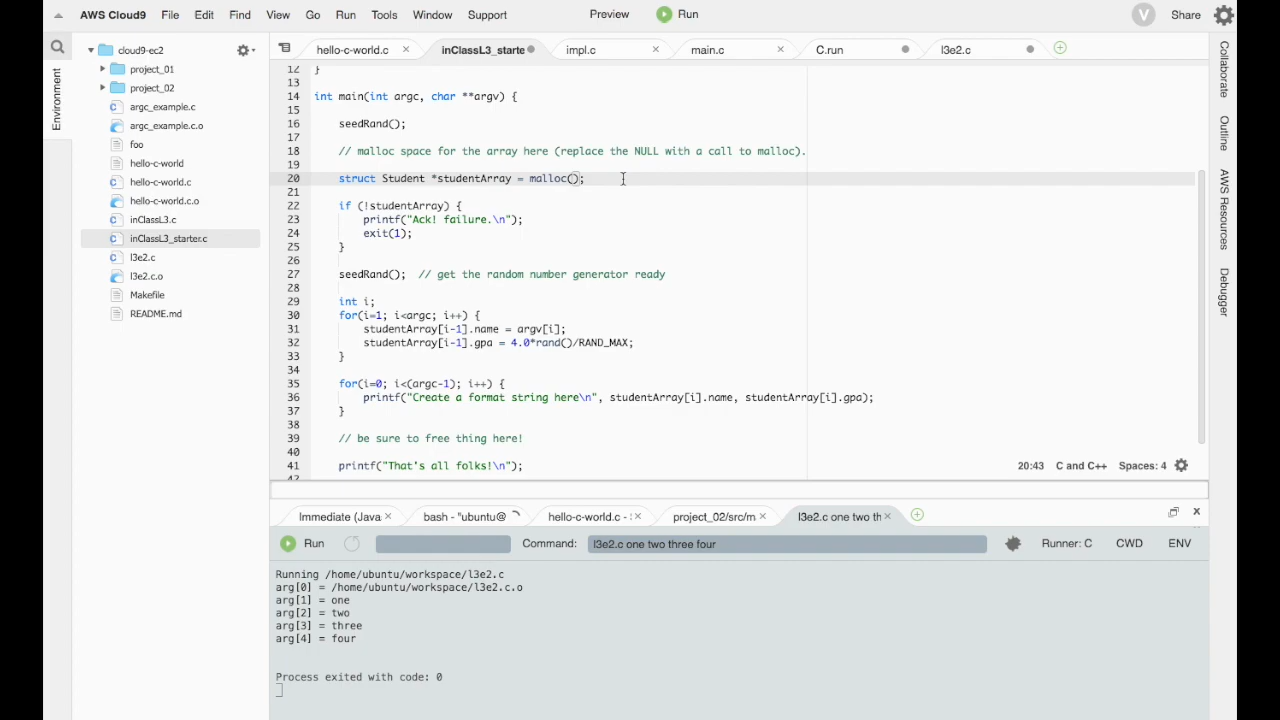 AWS Cloud9 File Edit Find View Go Run Tools Window Support Preview Run V Share
hello-c-world.c inClassL3_starte impl.c main.c C.run l3e2.c
cloud9-ec2
project_01
project_02
argc_example.c
argc_example.c.o
foo
hello-c-world
hello-c-world.c
hello-c-world.c.o
inClassL3.c
inClassL3_starter.c
l3e2.c
l3e2.c.o
Makefile
README.md
Environment
12 }
13
14 int main(int argc, char **argv) {
15
16 seedRand();
17
18 // malloc space for the array here (replace the NULL with a call to malloc).
19
20 struct Student *studentArray = malloc();
21
22 if (!studentArray) {
23 printf("Ack! failure.\n");
24 exit(1);
25 }
26
27 seedRand(); // get the random number generator ready
28
29 int i;
30 for(i=1; i<argc; i++) {
31 studentArray[i-1].name = argv[i];
32 studentArray[i-1].gpa = 4.0*rand()/RAND_MAX;
33 }
34
35 for(i=0; i<(argc-1); i++) {
36 printf("Create a format string here\n", studentArray[i].name, studentArray[i].gpa);
37 }
38
39 // be sure to free thing here!
40
41 printf("That's all folks!\n");
20:43 C and C++ Spaces: 4
Collaborate
Outline
AWS Resources
Debugger
Immediate (Java bash - "ubuntu@ hello-c-world.c - project_02/src/m l3e2.c one two th
Run Command: l3e2.c one two three four Runner: C CWD ENV
Running /home/ubuntu/workspace/l3e2.c
arg[0] = /home/ubuntu/workspace/l3e2.c.o
arg[1] = one
arg[2] = two
arg[3] = three
arg[4] = four
Process exited with code: 0